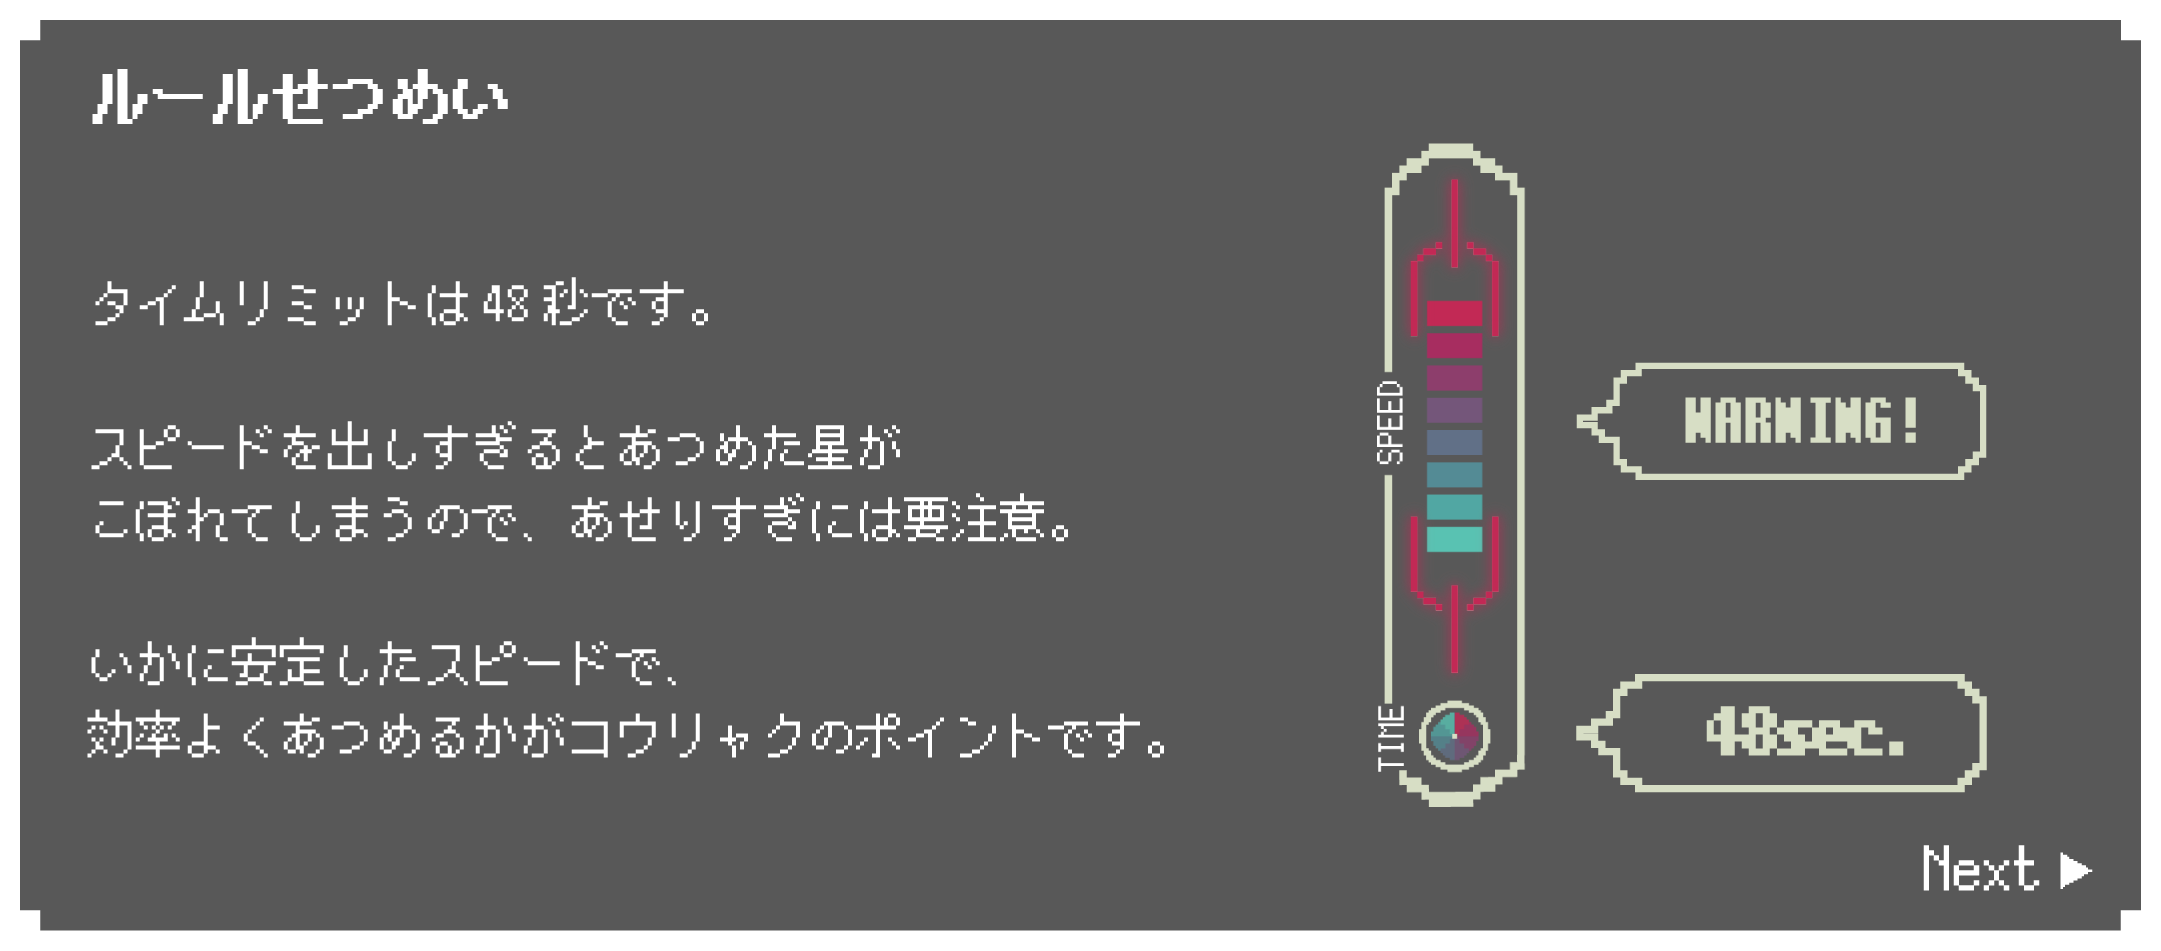 ルールせつめい
タイムリミットは48秒です。
スピードを出しすぎるとあつめた星が
こぼれてしまうので、あせりすぎには要注意。
いかに安定したスピードで、
効率よくあつめるかがコウリャクのポイントです。
SPEED
WARNING!
TIME
48sec.
Next ▶